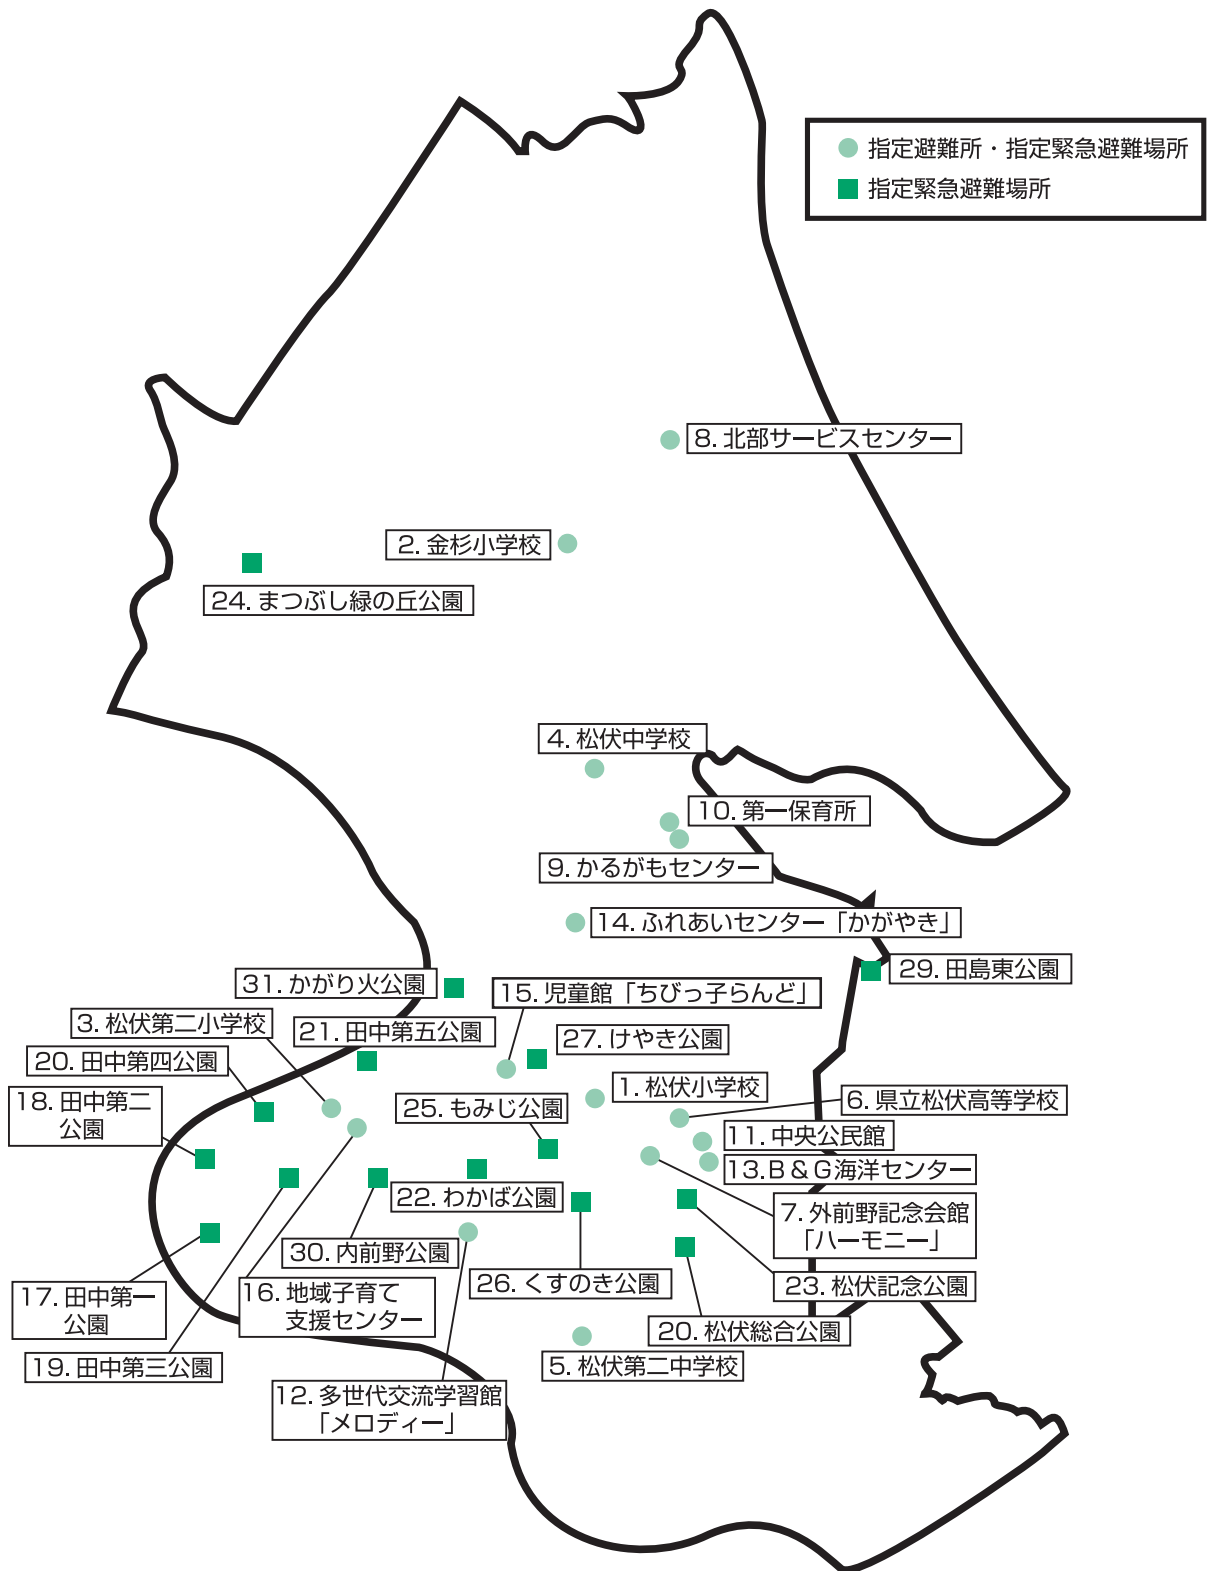 指定避難所・指定緊急避難場所
指定緊急避難場所
8. 北部サービスセンター
2. 金杉小学校
24. まつぶし緑の丘公園
4. 松伏中学校
10. 第一保育所
9. かるがもセンター
14. ふれあいセンター「かがやき」
29. 田島東公園
31. かがり火公園
15. 児童館「ちびっ子らんど」
3. 松伏第二小学校
21. 田中第五公園
27. けやき公園
20. 田中第四公園
1. 松伏小学校
18. 田中第二
公園
25. もみじ公園
6. 県立松伏高等学校
11. 中央公民館
13.B＆G海洋センター
22. わかば公園
7. 外前野記念会館
「ハーモニー」
30. 内前野公園
26. くすのき公園
23. 松伏記念公園
17. 田中第一
公園
16. 地域子育て
支援センター
20. 松伏総合公園
19. 田中第三公園
5. 松伏第二中学校
12. 多世代交流学習館
「メロディー」